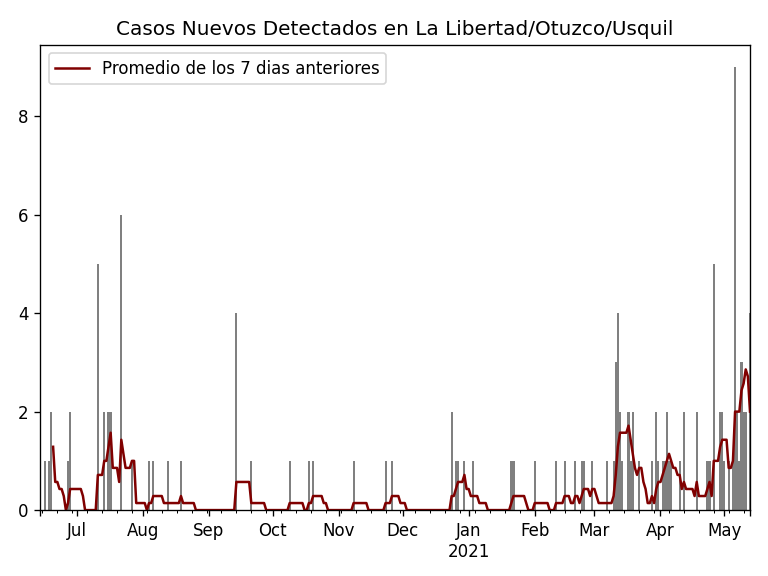 Casos Nuevos Detectados en La Libertad/Otuzco/Usquil
Promedio de los 7 dias anteriores
8
6
4
2
0
Jul Aug Sep Oct Nov Dec Jan Feb Mar Apr May
2021